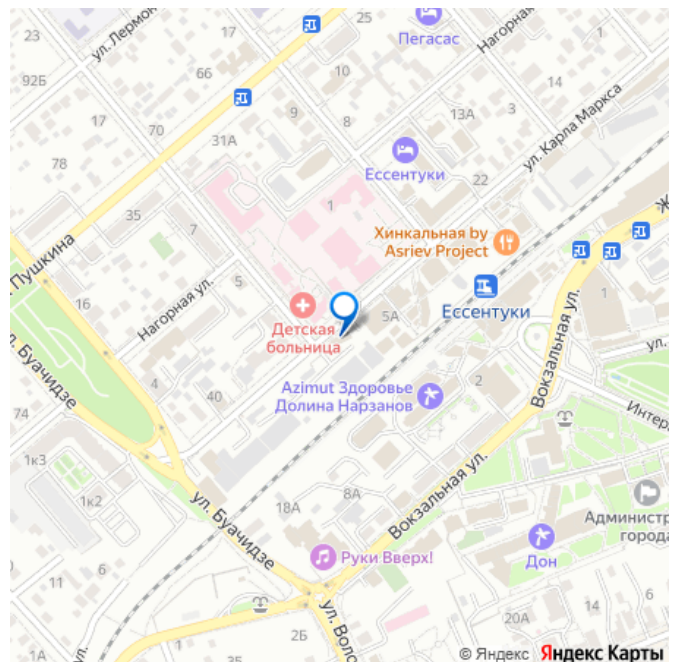 23
ул. Лермон
Пегасас
Нагорная
92Б
66
10
14
17
9
3
70
8
13А
ул. Карла Маркса
31А
78
Ессентуки
22
1
35
7
Хинкальная by
Asriev Project
Ж
Пушкина
5
16
Нагорная ул.
Ессентуки
1
Детская
больница
5А
Вокзальная ул.
ул.
л. Буачидзе
4
40
Azimut Здоровье
Долина Нарзанов
2
74
Интер
1к3
1к2
18А
8А
Вокзальная ул.
ул. Буачидзе
Администр
города
Руки Вверх!
Дон
6
11
ул.
14
6
20А
1А
2Б
ул. Воло
© Яндекс Яндекс Карты